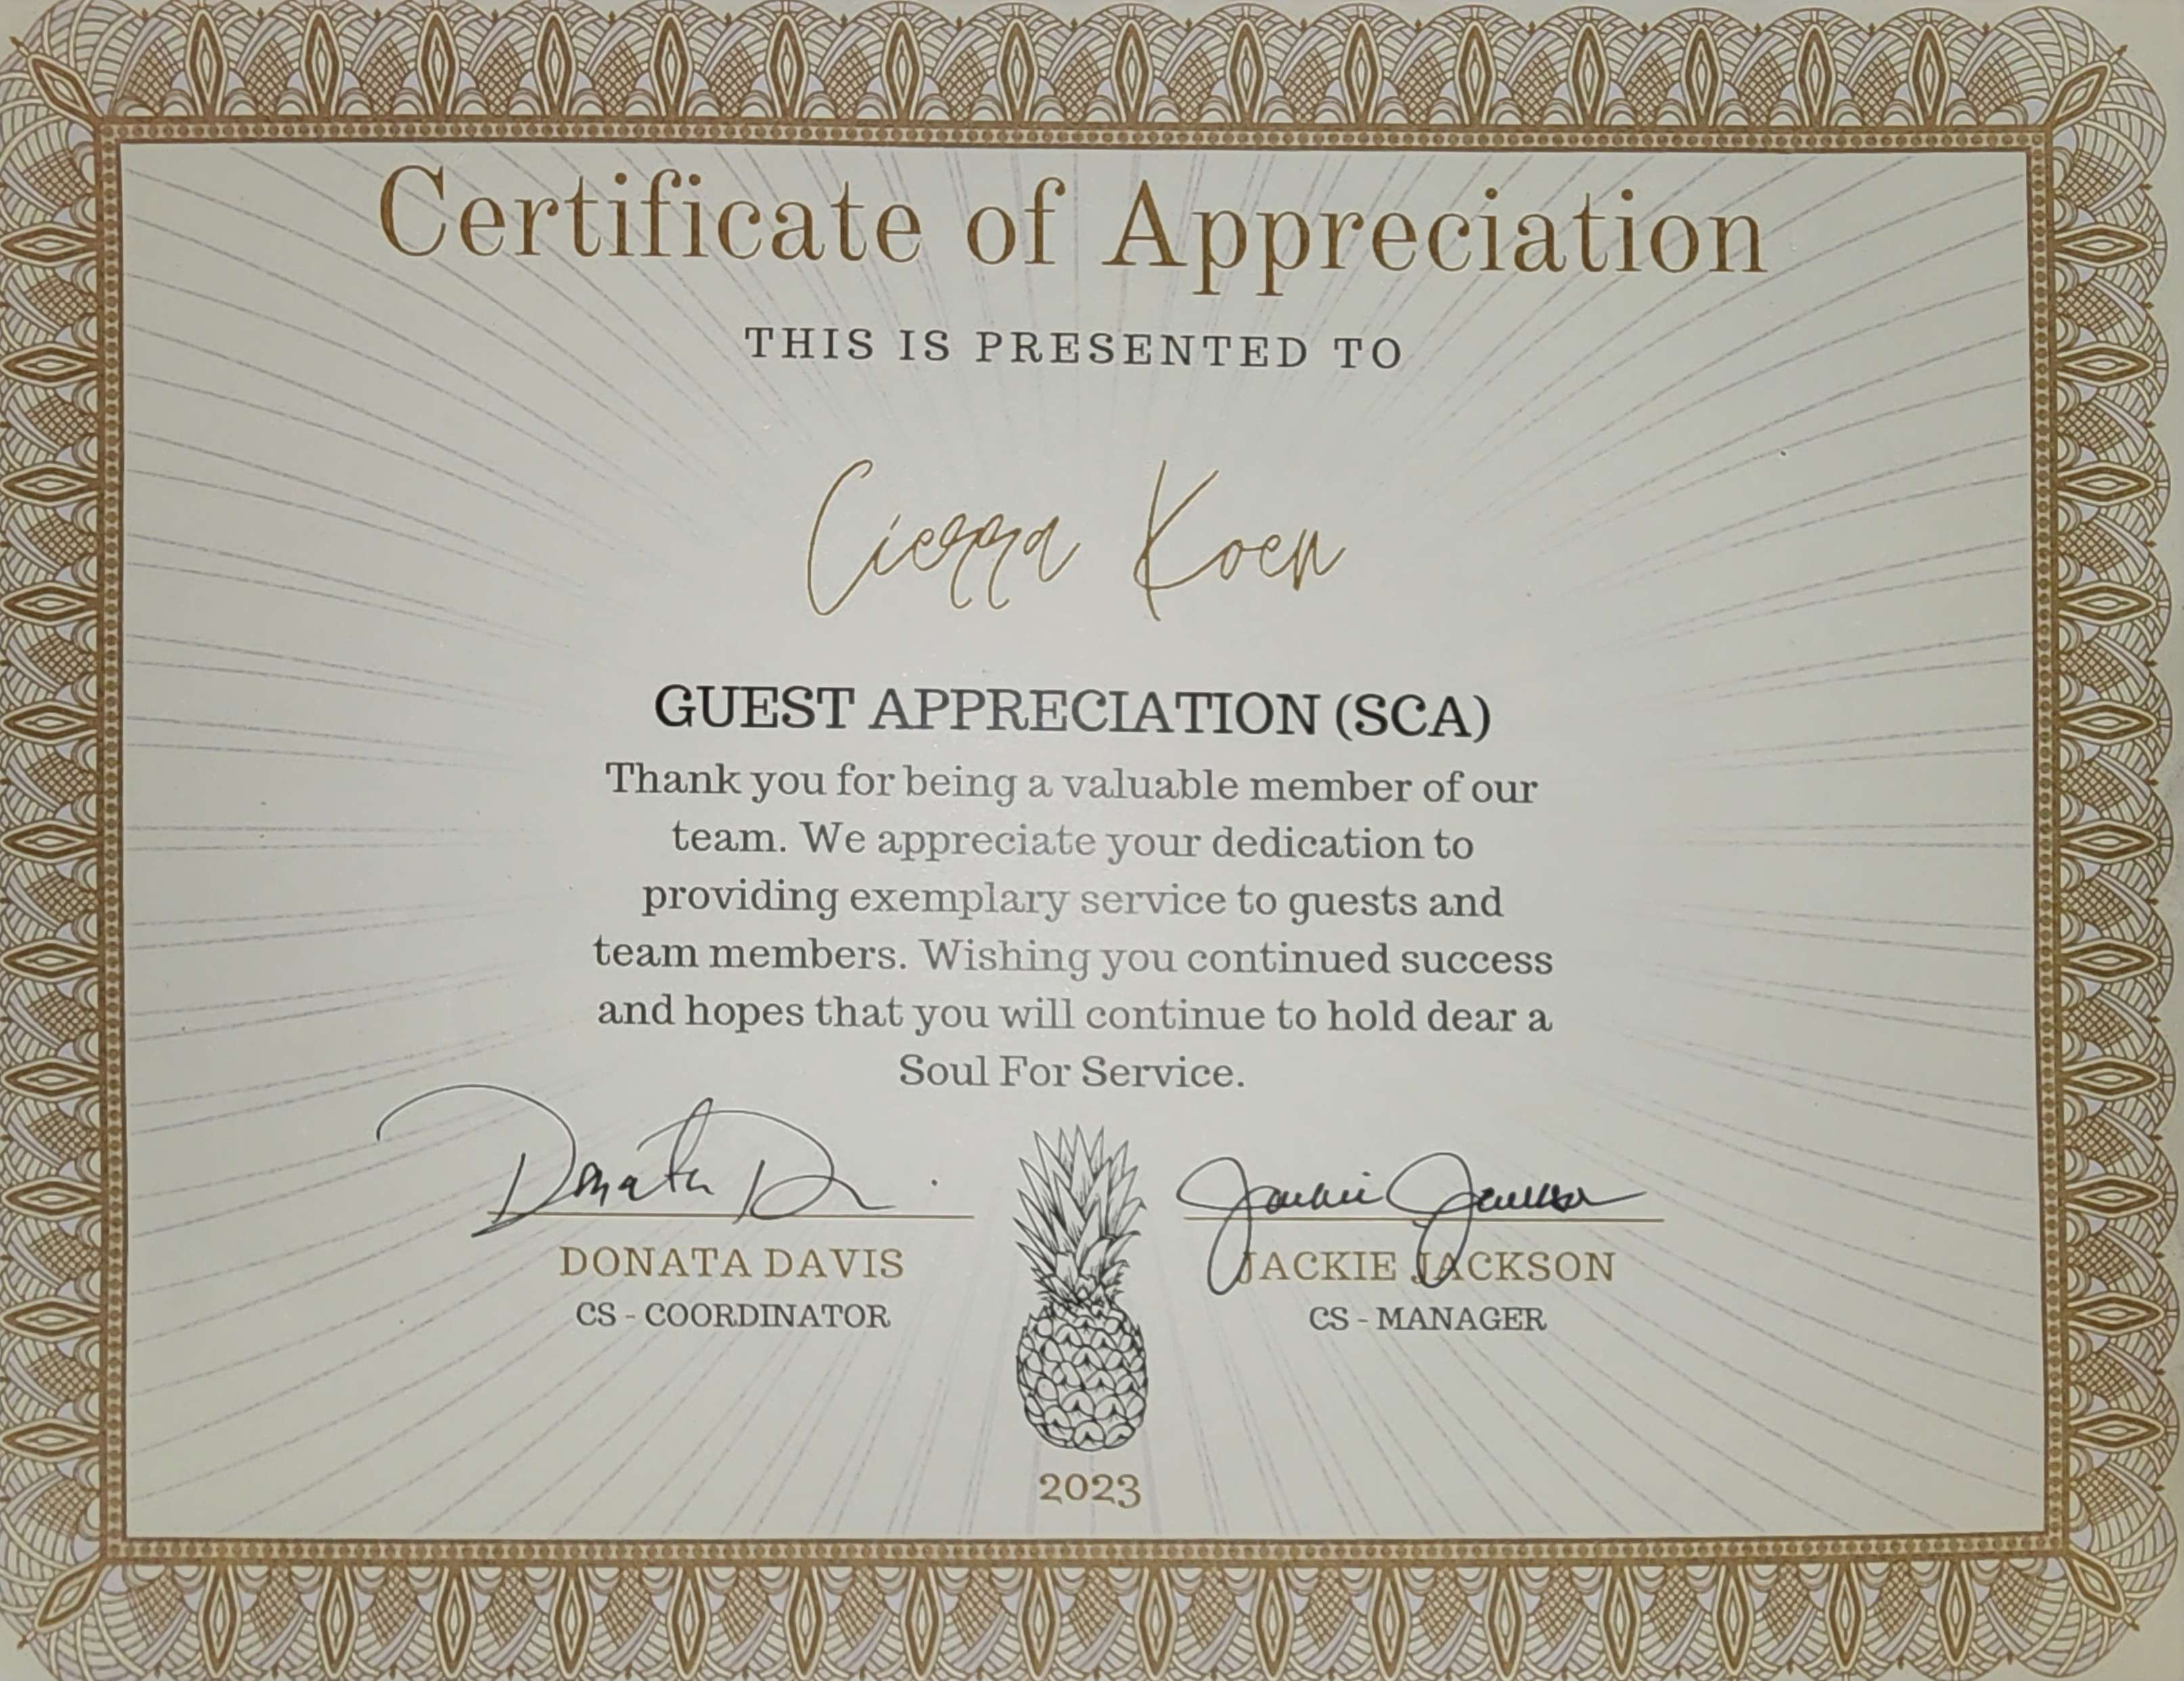 Certificate of Appreciation
THIS IS PRESENTED TO
Cierra Koen
GUEST APPRECIATION (SCA)
Thank you for being a valuable member of our
team. We appreciate your dedication to
providing exemplary service to guests and
team members. Wishing you continued success
and hopes that you will continue to hold dear a
Soul For Service.
Donata D
Jackie Jackson
DONATA DAVIS
JACKIE JACKSON
CS - COORDINATOR
CS - MANAGER
2023